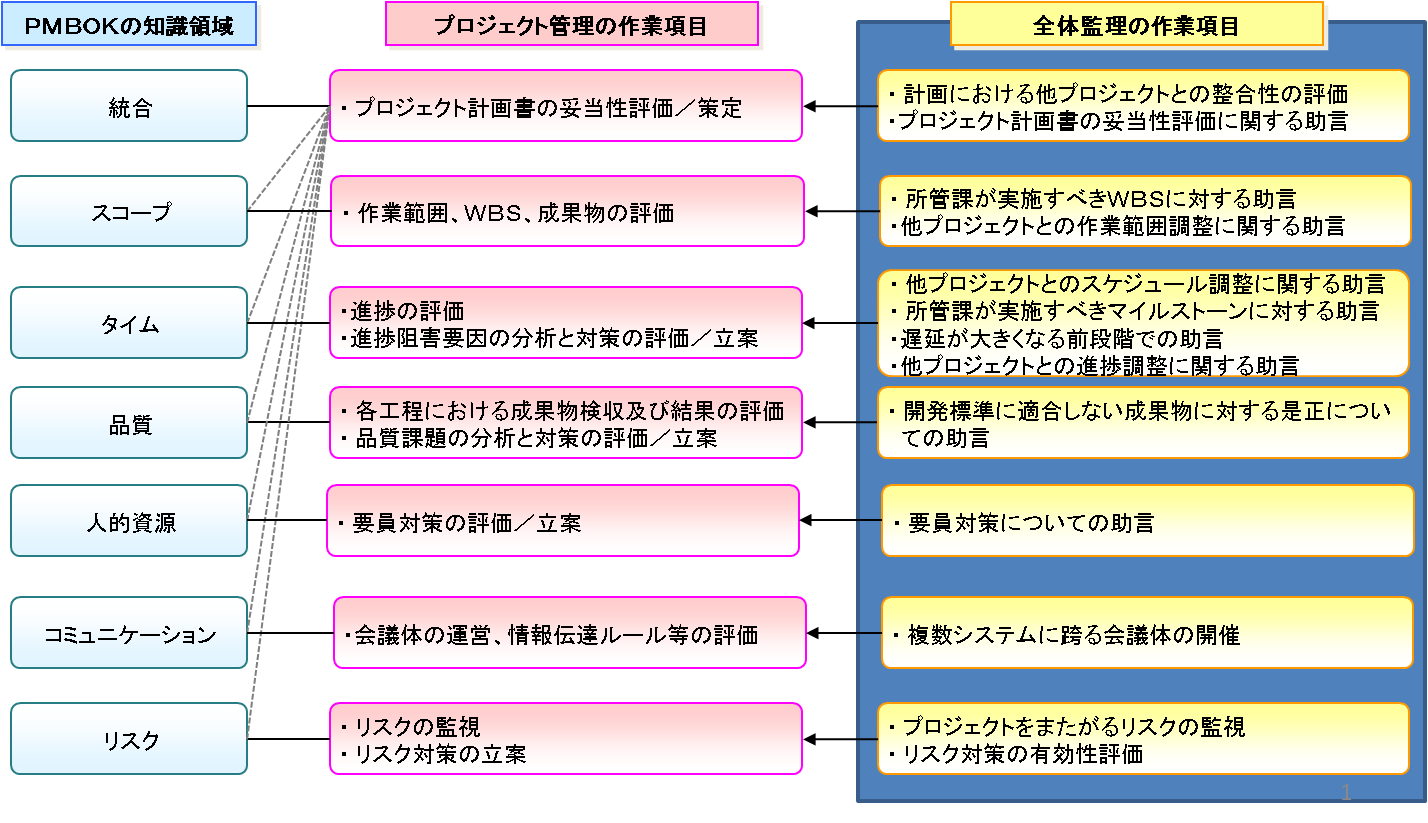 PMBOKの知識領域
プロジェクト管理の作業項目
全体監理の作業項目
統合
・ プロジェクト計画書の妥当性評価／策定
・ 計画における他プロジェクトとの整合性の評価
・プロジェクト計画書の妥当性評価に関する助言
スコープ
・ 作業範囲、WBS、成果物の評価
・ 所管課が実施すべきWBSに対する助言
・他プロジェクトとの作業範囲調整に関する助言
タイム
・進捗の評価
・進捗阻害要因の分析と対策の評価／立案
・ 他プロジェクトとのスケジュール調整に関する助言
・ 所管課が実施すべきマイルストーンに対する助言
・遅延が大きくなる前段階での助言
・他プロジェクトとの進捗調整に関する助言
品質
・ 各工程における成果物検収及び結果の評価
・ 品質課題の分析と対策の評価／立案
・ 開発標準に適合しない成果物に対する是正につい
ての助言
人的資源
・ 要員対策の評価／立案
・ 要員対策についての助言
コミュニケーション
・会議体の運営、情報伝達ルール等の評価
・ 複数システムに跨る会議体の開催
リスク
・ リスクの監視
・ リスク対策の立案
・ プロジェクトをまたがるリスクの監視
・ リスク対策の有効性評価
1